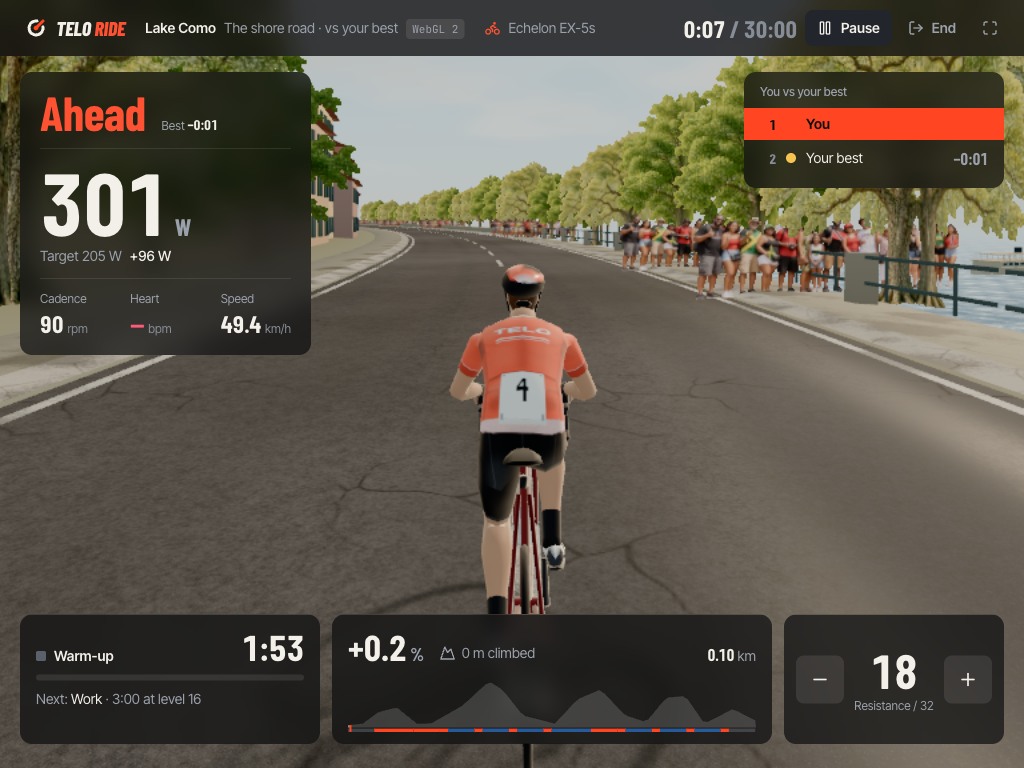 TELO RIDE
Lake Como The shore road · vs your best WebGL 2 Echelon EX-5s 0:07 / 30:00 Pause End
Ahead Best −0:01
301 W
Target 205 W +96 W
Cadence Heart Speed
90 rpm — bpm 49.4 km/h
You vs your best
1 You
2 Your best −0:01
TELO
4
Warm-up 1:53
Next: Work · 3:00 at level 16
+0.2 % 0 m climbed 0.10 km
− 18 +
Resistance / 32